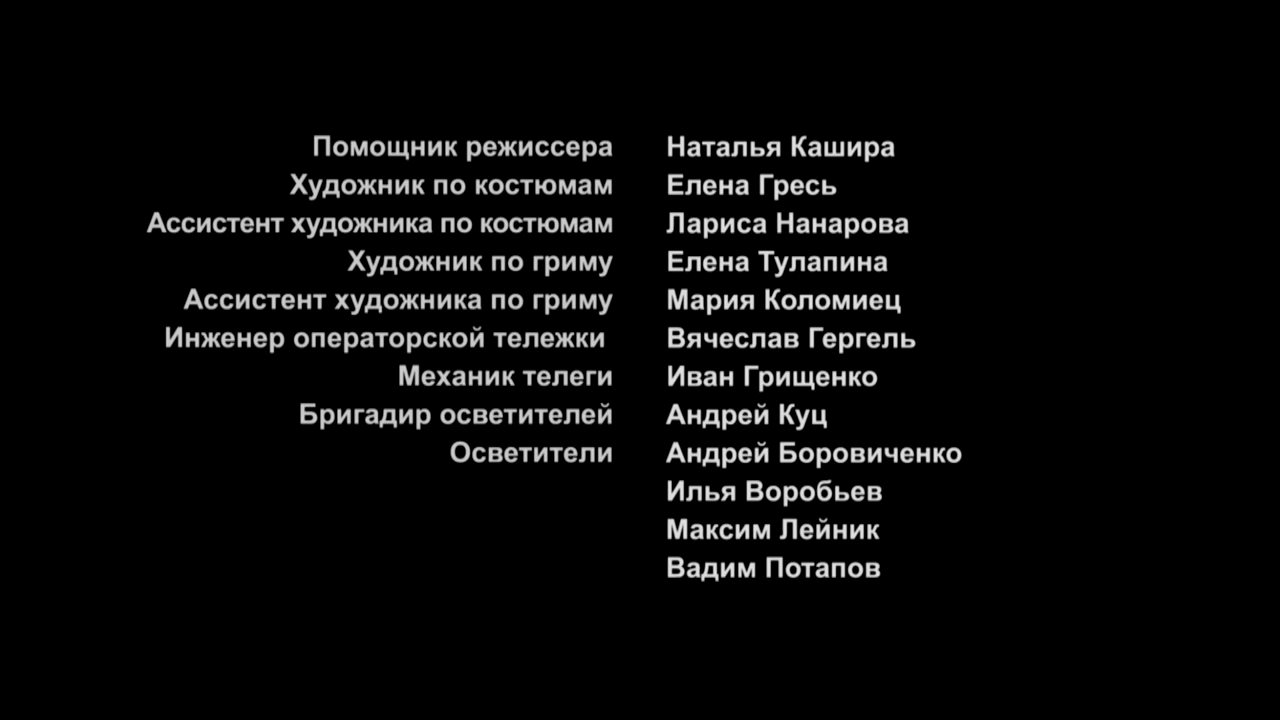 Помощник режиссера Наталья Кашира
Художник по костюмам Елена Гресь
Ассистент художника по костюмам Лариса Нанарова
Художник по гриму Елена Тулапина
Ассистент художника по гриму Мария Коломиец
Инженер операторской тележки Вячеслав Гергель
Механик телеги Иван Грищенко
Бригадир осветителей Андрей Куц
Осветители Андрей Боровиченко
Илья Воробьев
Максим Лейник
Вадим Потапов